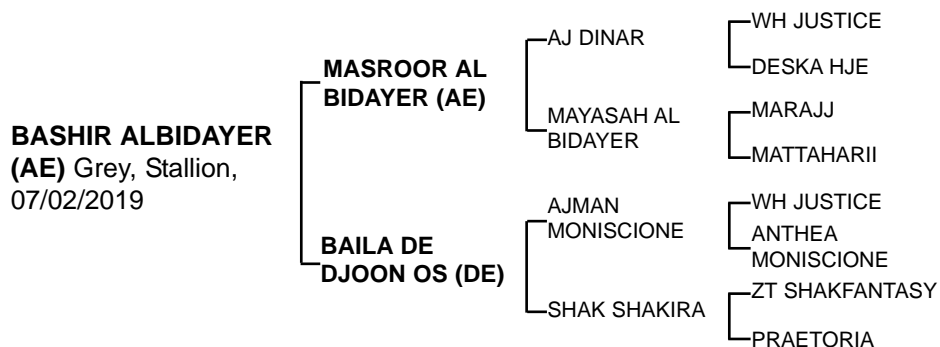 BASHIR ALBIDAYER
(AE) Grey, Stallion,
07/02/2019
MASROOR AL
BIDAYER (AE)
BAILA DE
DJOON OS (DE)
AJ DINAR
MAYASAH AL
BIDAYER
AJMAN
MONISCIONE
SHAK SHAKIRA
WH JUSTICE
DESKA HJE
MARAJJ
MATTAHARII
WH JUSTICE
ANTHEA
MONISCIONE
ZT SHAKFANTASY
PRAETORIA